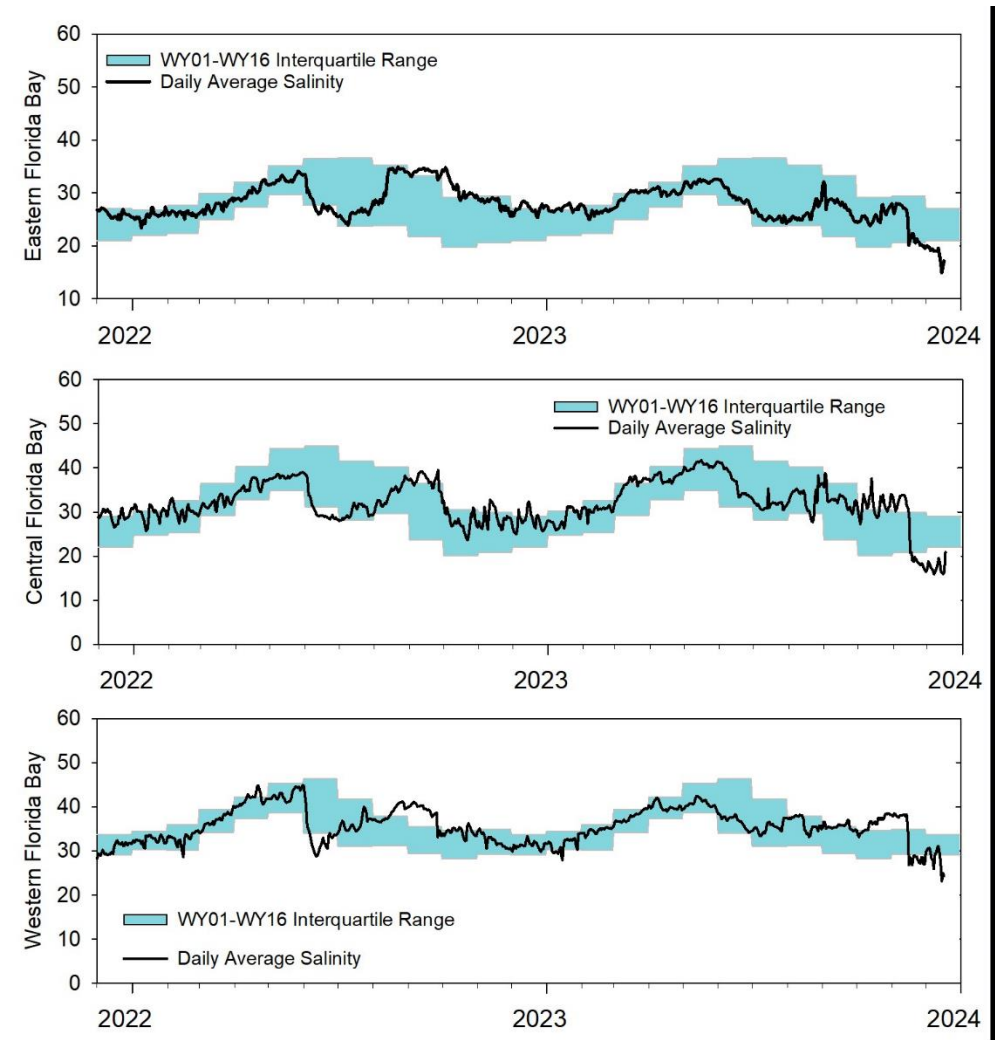 60
WY01-WY16 Interquartile Range
50
Daily Average Salinity
40
30
20
10
Eastern Florida Bay
2022 2023 2024
60
WY01-WY16 Interquartile Range
50
Daily Average Salinity
40
30
20
10
0
Central Florida Bay
2022 2023 2024
60
50
40
30
20
WY01-WY16 Interquartile Range
10
Daily Average Salinity
0
Western Florida Bay
2022 2023 2024